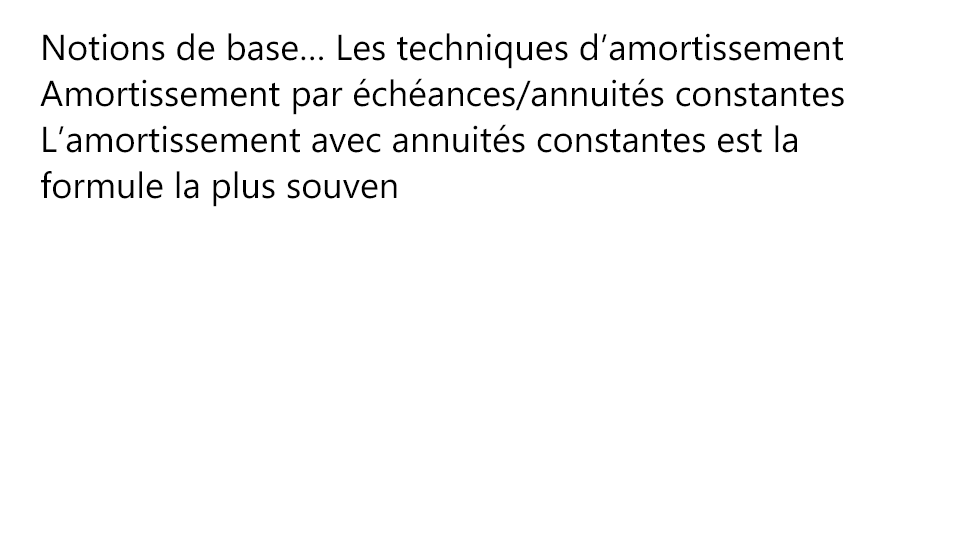 Notions de base… Les techniques d’amortissement
Amortissement par échéances/annuités constantes
L’amortissement avec annuités constantes est la
formule la plus souven